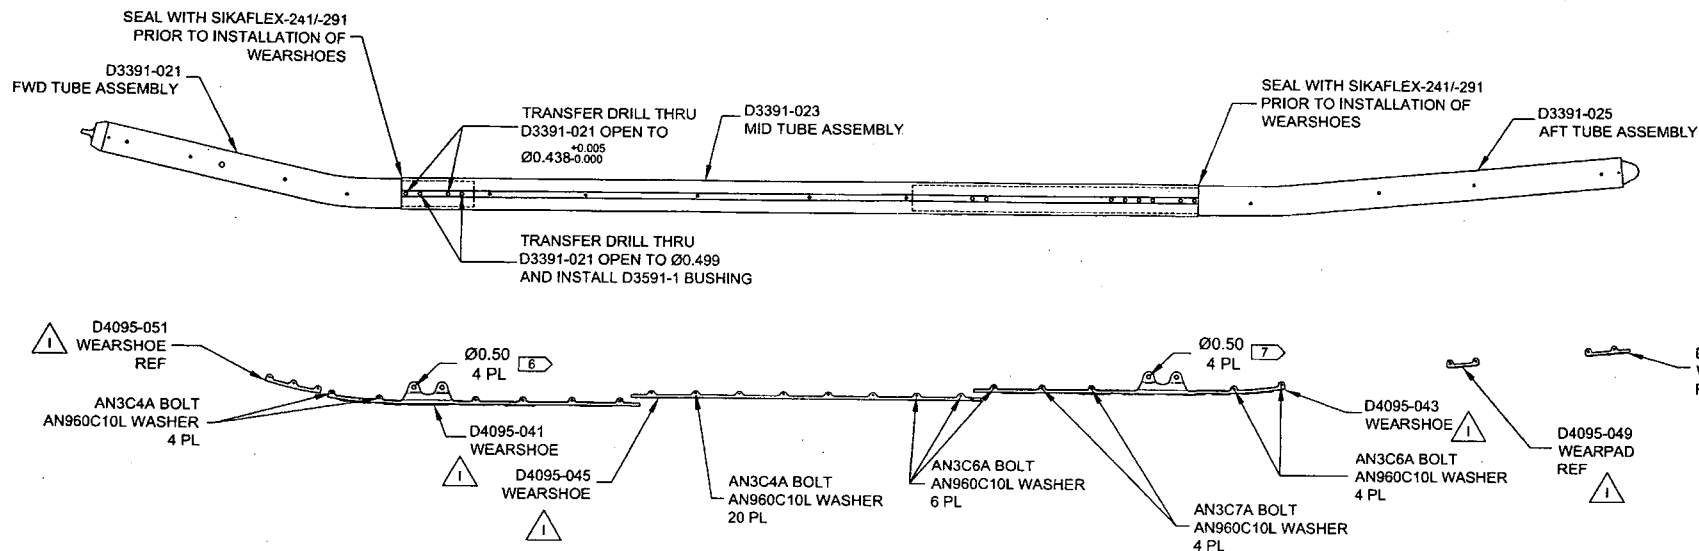 SEAL WITH SIKAFLEX-241/-291
PRIOR TO INSTALLATION OF
WEARSHOES
D3391-021
FWD TUBE ASSEMBLY
TRANSFER DRILL THRU
D3391-021 OPEN TO
Ø0.438+0.005
-0.000
D3391-023
MID TUBE ASSEMBLY
SEAL WITH SIKAFLEX-241/-291
PRIOR TO INSTALLATION OF
WEARSHOES
D3391-025
AFT TUBE ASSEMBLY
TRANSFER DRILL THRU
D3391-021 OPEN TO Ø0.499
AND INSTALL D3591-1 BUSHING
1
D4095-051
WEARSHOE
REF
Ø0.50
4 PL
6
Ø0.50
4 PL
7
AN3C4A BOLT
AN960C10L WASHER
4 PL
D4095-041
WEARSHOE
1
D4095-045
WEARSHOE
1
AN3C4A BOLT
AN960C10L WASHER
20 PL
AN3C6A BOLT
AN960C10L WASHER
6 PL
AN3C7A BOLT
AN960C10L WASHER
4 PL
D4095-043
WEARSHOE
1
AN3C6A BOLT
AN960C10L WASHER
4 PL
D4095-049
WEARPAD
REF
1